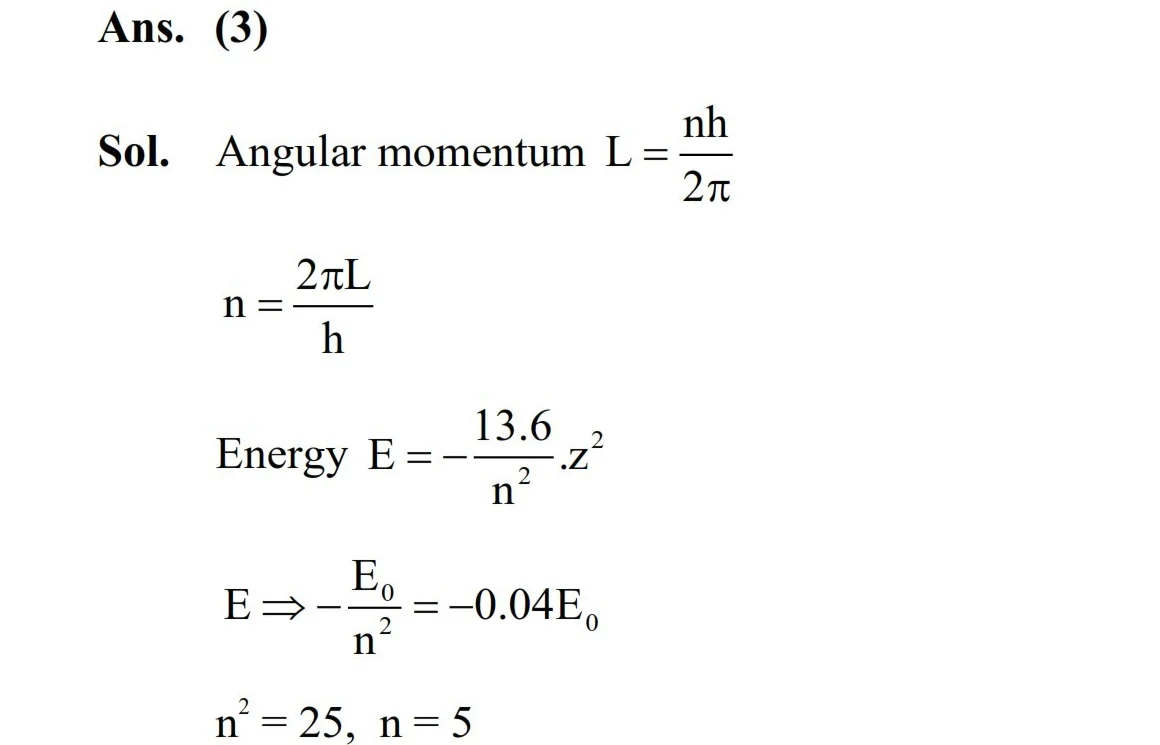 Ans. (3)
Sol. Angular momentum L = nh/2π
n = 2πL/h
Energy E = −13.6/n² .z²
E ⇒ −E₀/n² = −0.04E₀
n² = 25, n = 5